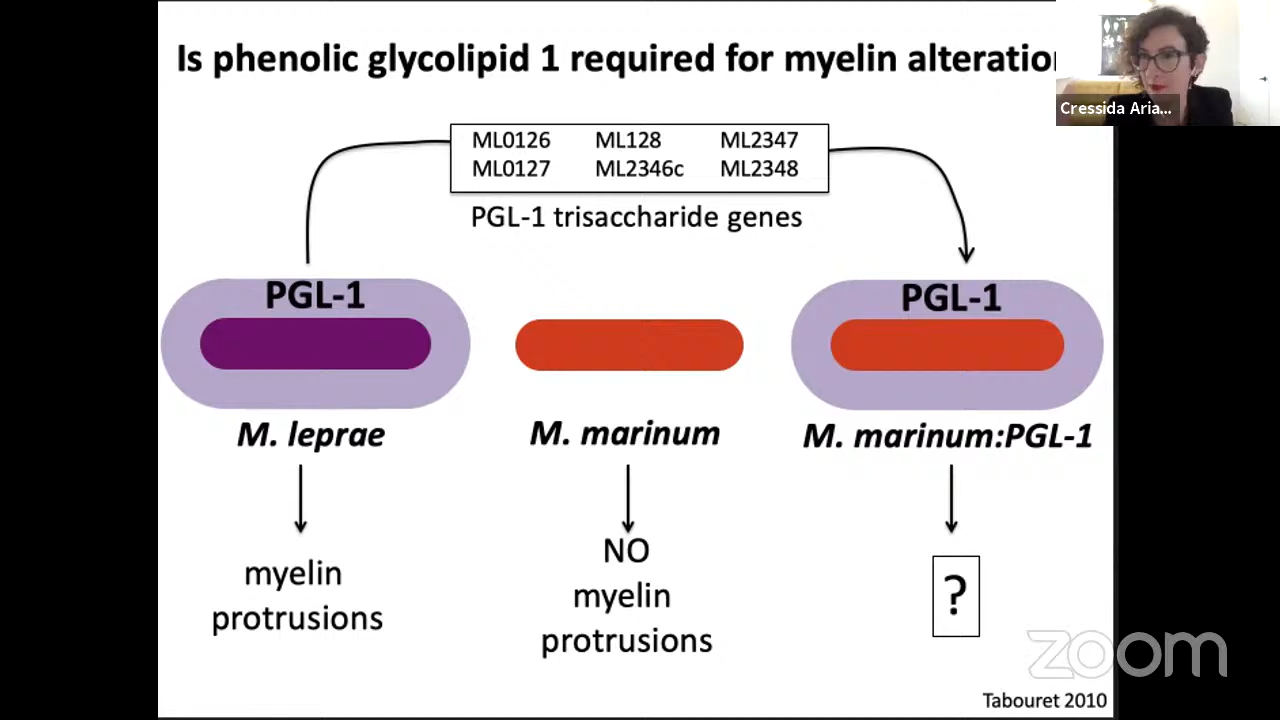 Is phenolic glycolipid 1 required for myelin alteration
Cressida Aria...
ML0126 ML128 ML2347
ML0127 ML2346c ML2348
PGL-1 trisaccharide genes
PGL-1 PGL-1
M. leprae M. marinum M. marinum:PGL-1
myelin
protrusions
NO
myelin
protrusions
?
zoom
Tabouret 2010